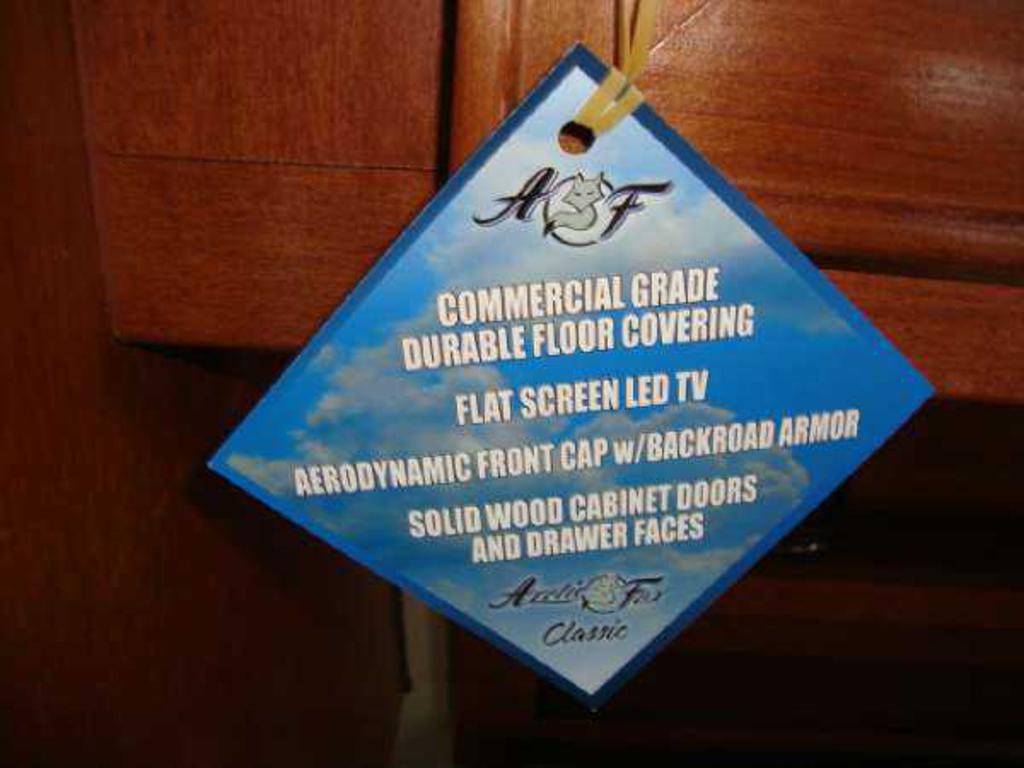 AF
COMMERCIAL GRADE
DURABLE FLOOR COVERING
FLAT SCREEN LED TV
AERODYNAMIC FRONT CAP W/BACKROAD ARMOR
SOLID WOOD CABINET DOORS
AND DRAWER FACES
Arctic Fox
Classic